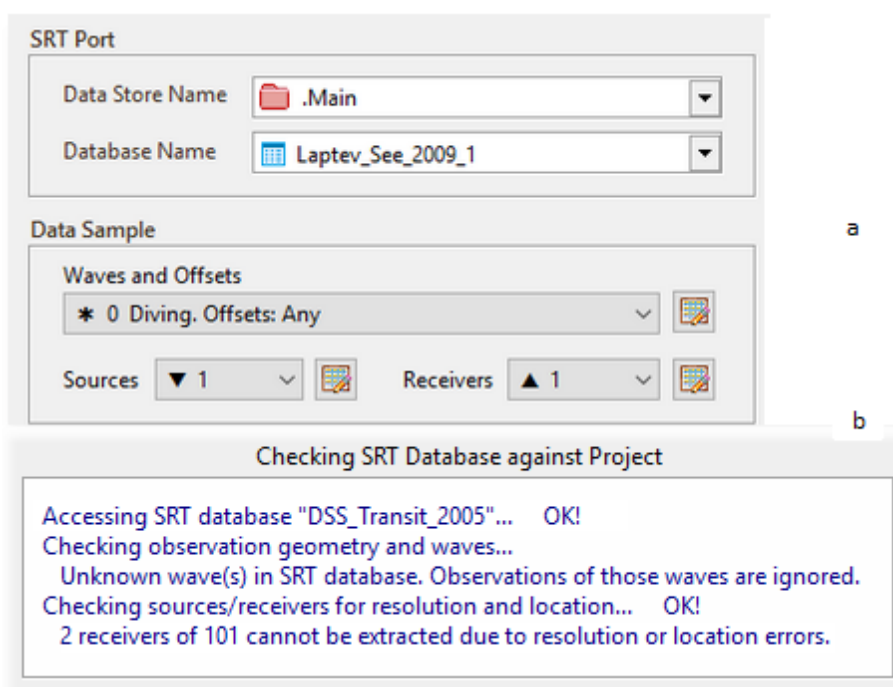 SRT Port
Data Store Name .Main
Database Name Laptev_See_2009_1
Data Sample
a
Waves and Offsets
✱ 0 Diving. Offsets: Any
Sources ▼ 1 Receivers ▲ 1
b
Checking SRT Database against Project
Accessing SRT database "DSS_Transit_2005"... OK!
Checking observation geometry and waves...
Unknown wave(s) in SRT database. Observations of those waves are ignored.
Checking sources/receivers for resolution and location... OK!
2 receivers of 101 cannot be extracted due to resolution or location errors.